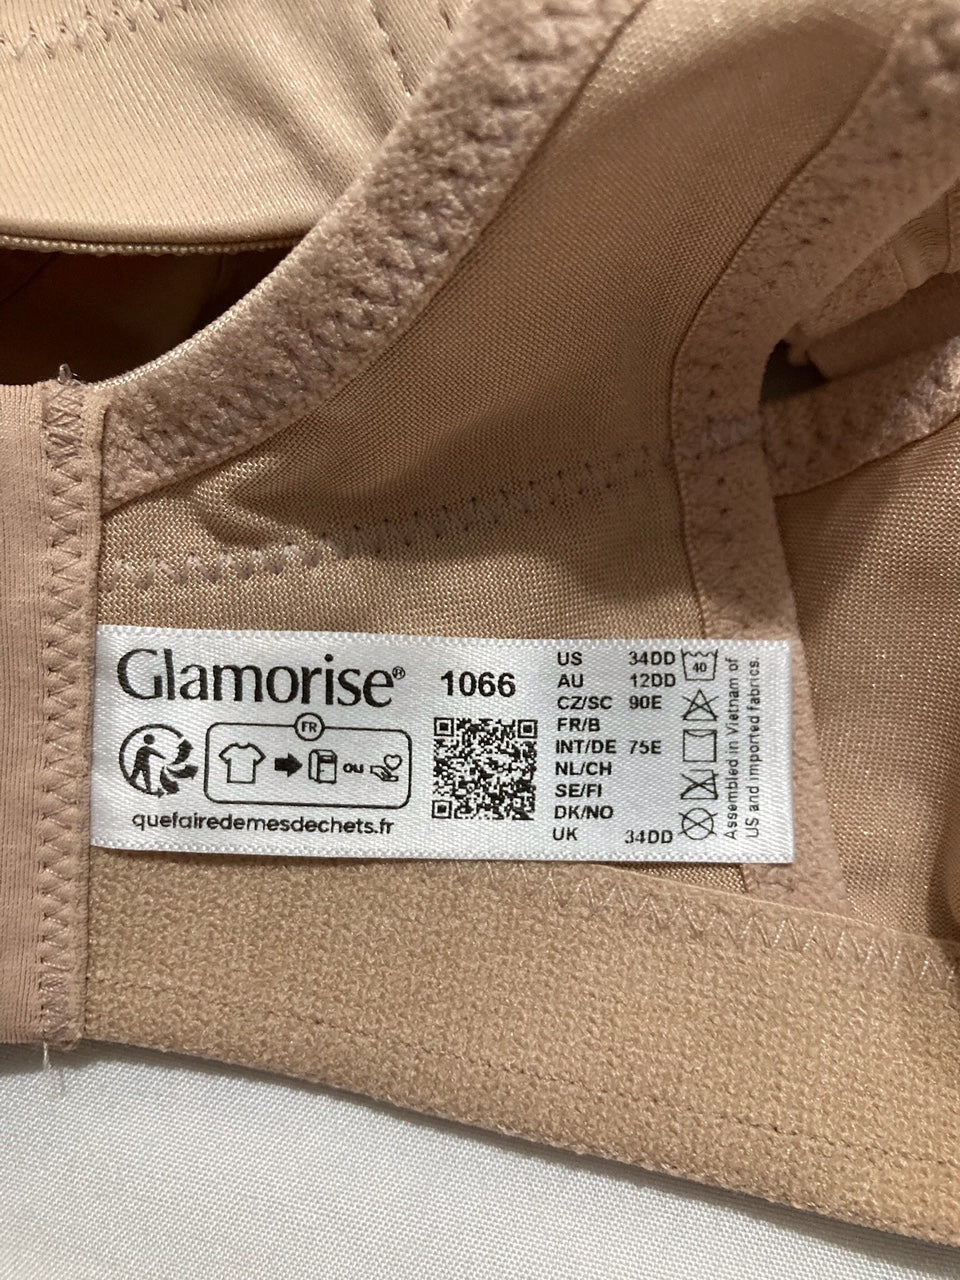 Glamorise® 1066
FR
ou
quefairedemesdechets.fr
US 34DD
AU 12DD
CZ/SC 90E
FR/B
INT/DE 75E
NL/CH
SE/FI
DK/NO
UK 34DD
40
Assembled in Vietnam of
US and imported fabrics.